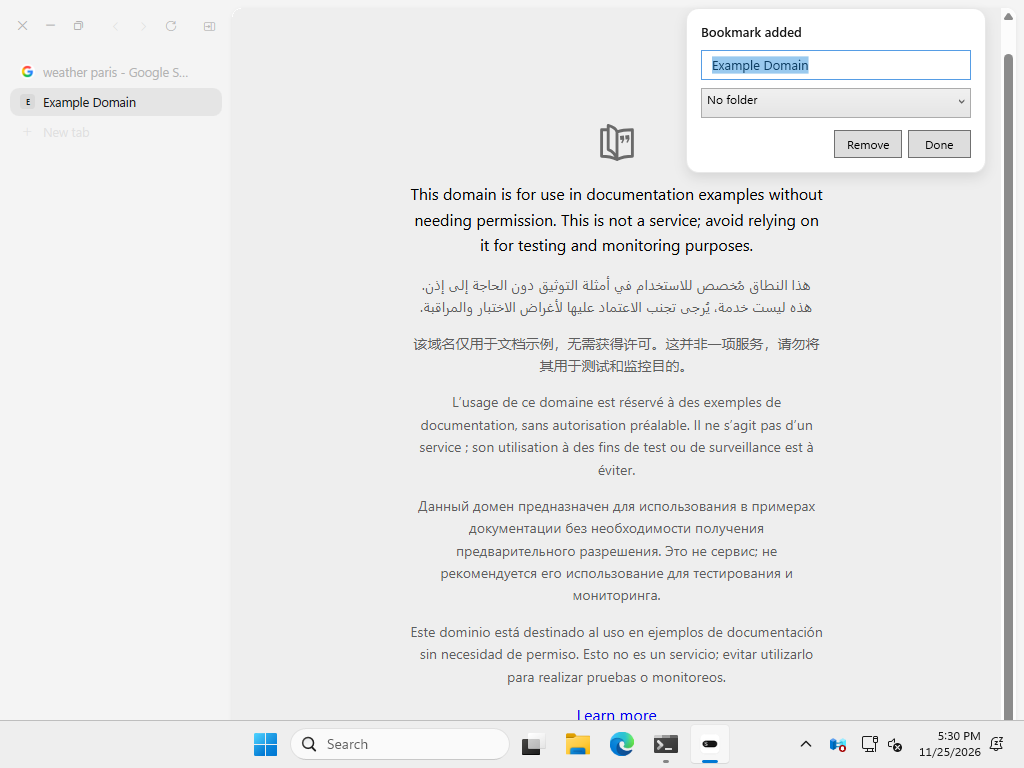 weather paris - Google S...
E
Example Domain
New tab
Bookmark added
Example Domain
No folder
Remove
Done
This domain is for use in documentation examples without
needing permission. This is not a service; avoid relying on
it for testing and monitoring purposes.
هذا النطاق مُخصص للاستخدام في أمثلة التوثيق دون الحاجة إلى إذن.
هذه ليست خدمة، يُرجى تجنب الاعتماد عليها لأغراض الاختبار والمراقبة.
该域名仅用于文档示例，无需获得许可。这并非一项服务，请勿将
其用于测试和监控目的。
L’usage de ce domaine est réservé à des exemples de
documentation, sans autorisation préalable. Il ne s’agit pas d’un
service ; son utilisation à des fins de test ou de surveillance est à
éviter.
Данный домен предназначен для использования в примерах
документации без необходимости получения
предварительного разрешения. Это не сервис; не
рекомендуется его использование для тестирования и
мониторинга.
Este dominio está destinado al uso en ejemplos de documentación
sin necesidad de permiso. Esto no es un servicio; evitar utilizarlo
para realizar pruebas o monitoreos.
Learn more
Search
5:30 PM
11/25/2026